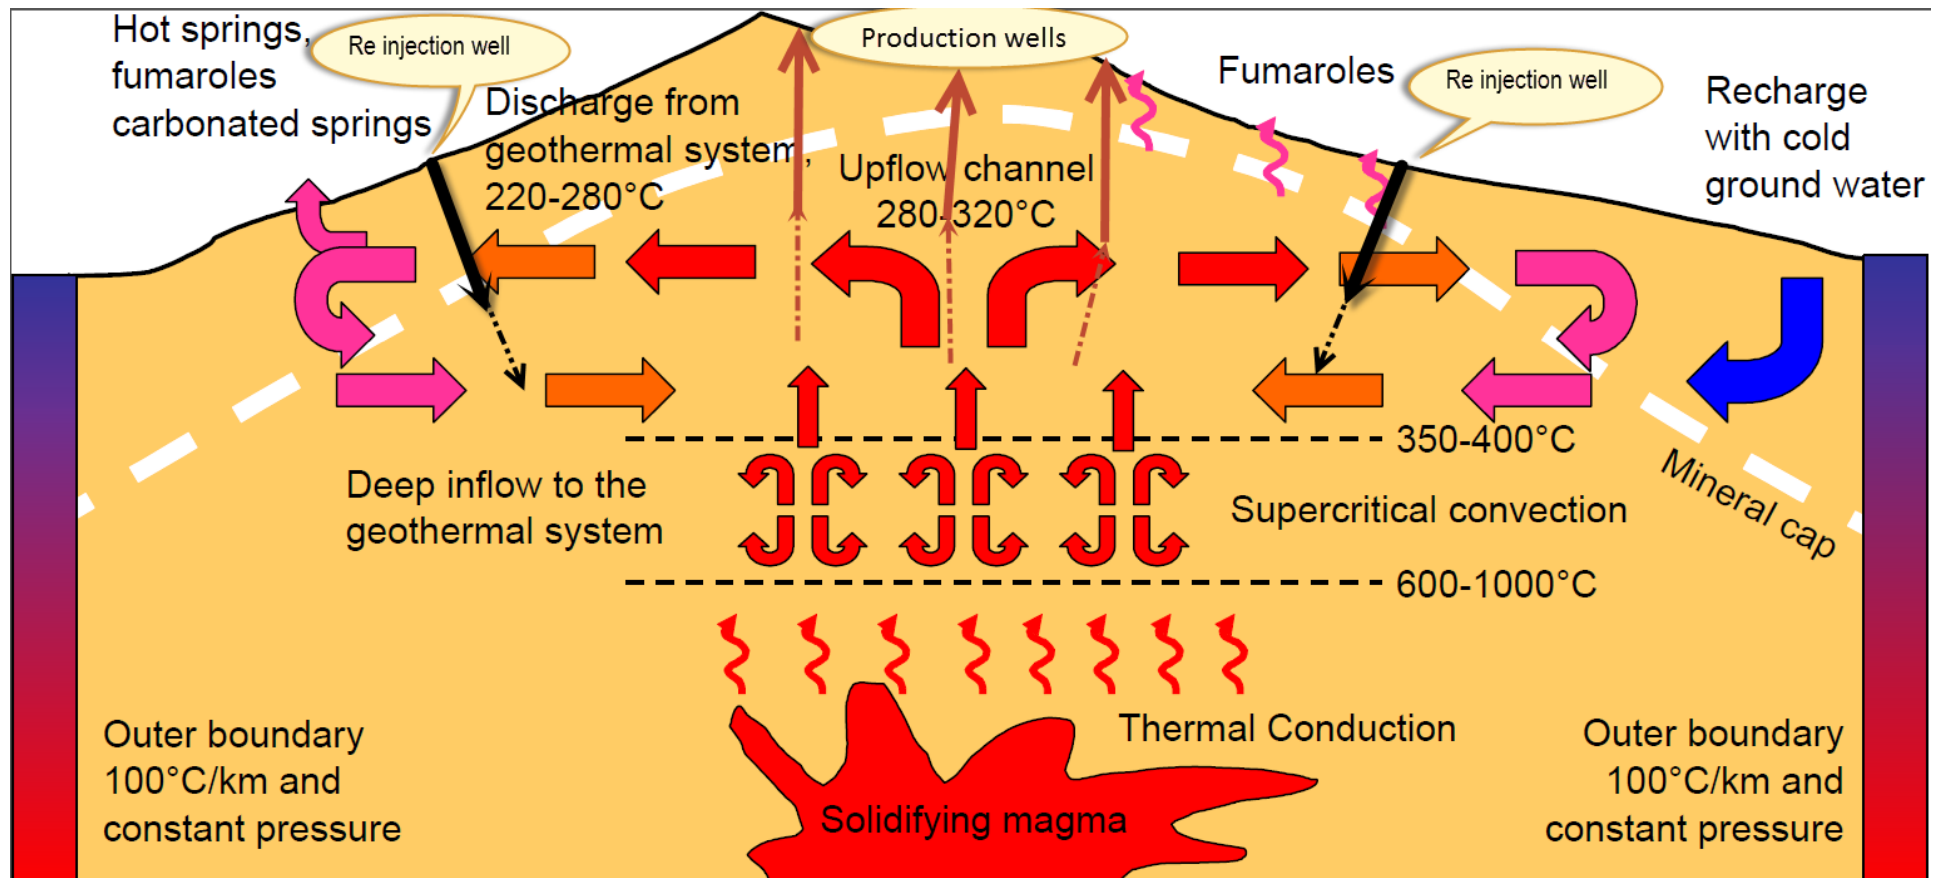 Hot springs,
fumaroles
carbonated springs
Re injection well
Discharge from
geothermal system,
220-280°C
Production wells
Upflow channel
280-320°C
Fumaroles
Re injection well
Recharge
with cold
ground water
350-400°C
Mineral cap
Deep inflow to the
geothermal system
Supercritical convection
600-1000°C
Outer boundary
100°C/km and
constant pressure
Thermal Conduction
Solidifying magma
Outer boundary
100°C/km and
constant pressure